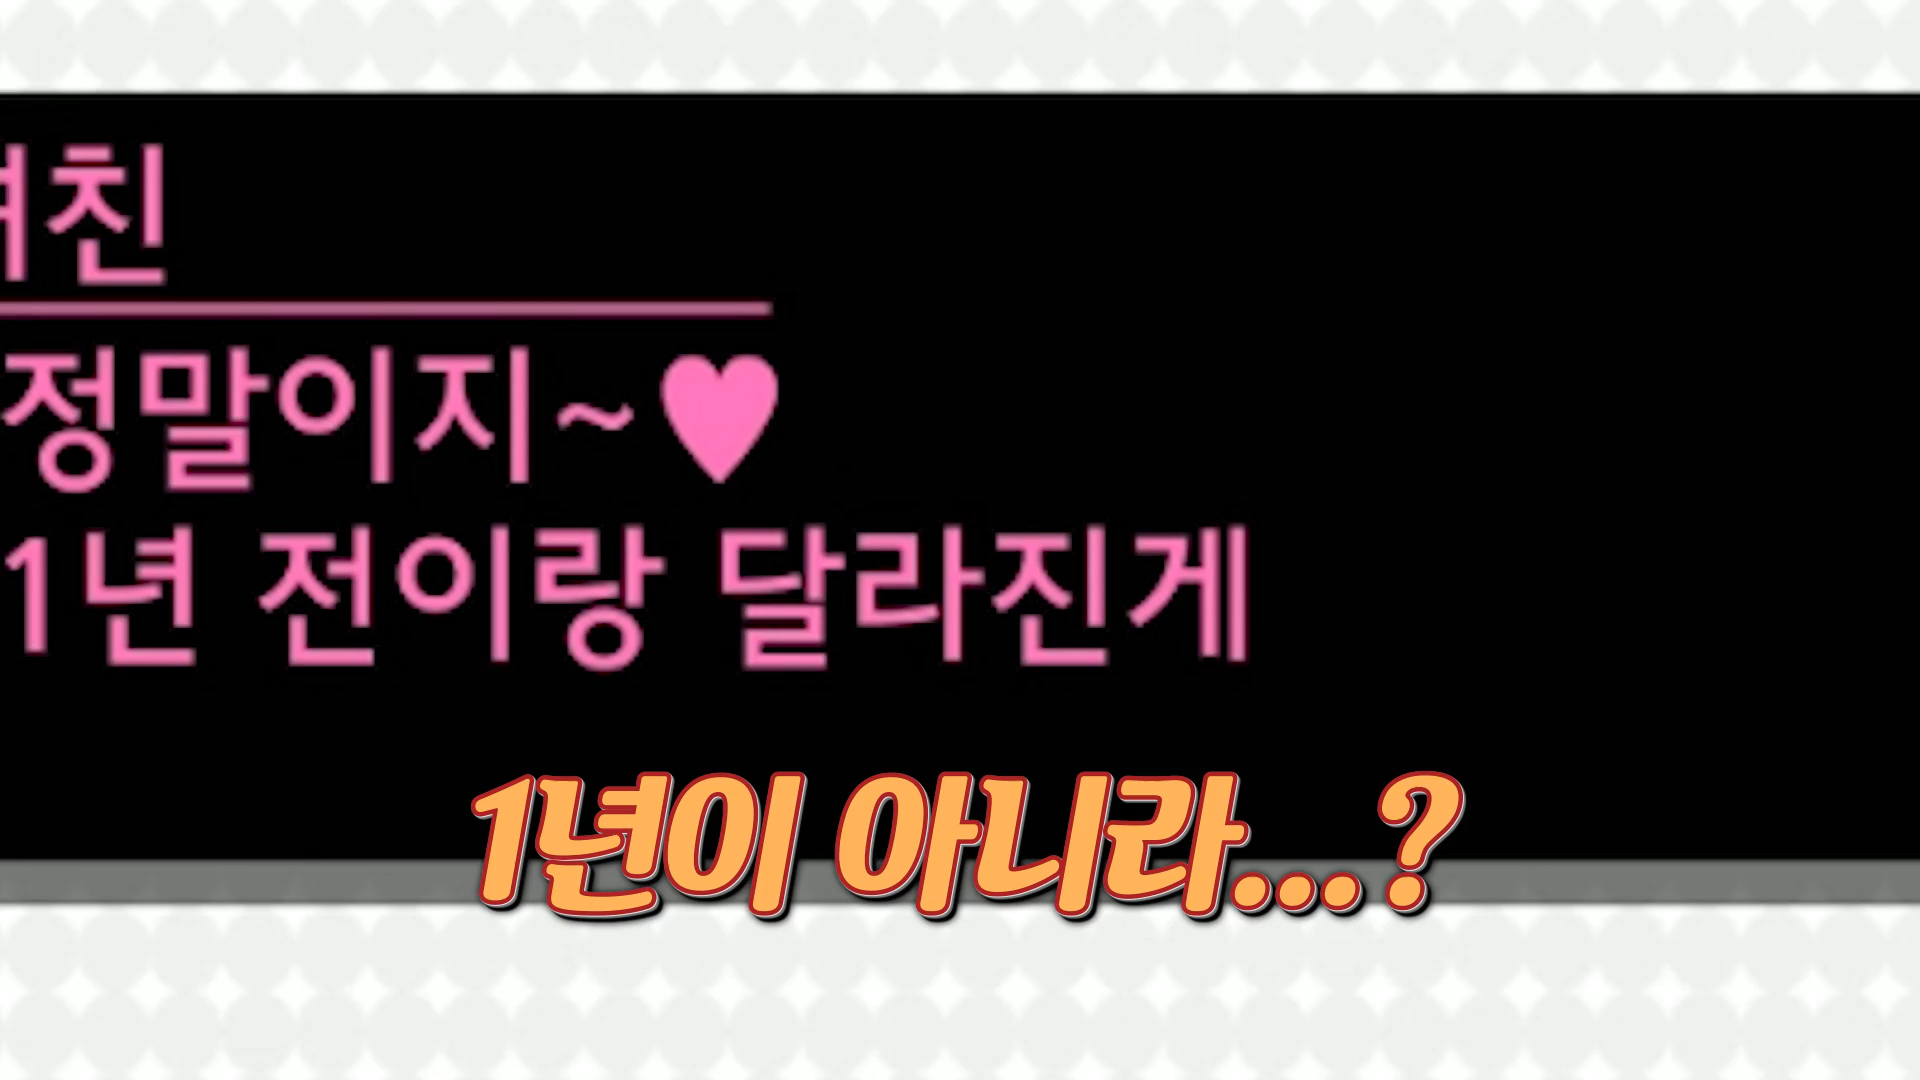 친
정말이지~♥
1년 전이랑 달라진게
1년이 아니라...?